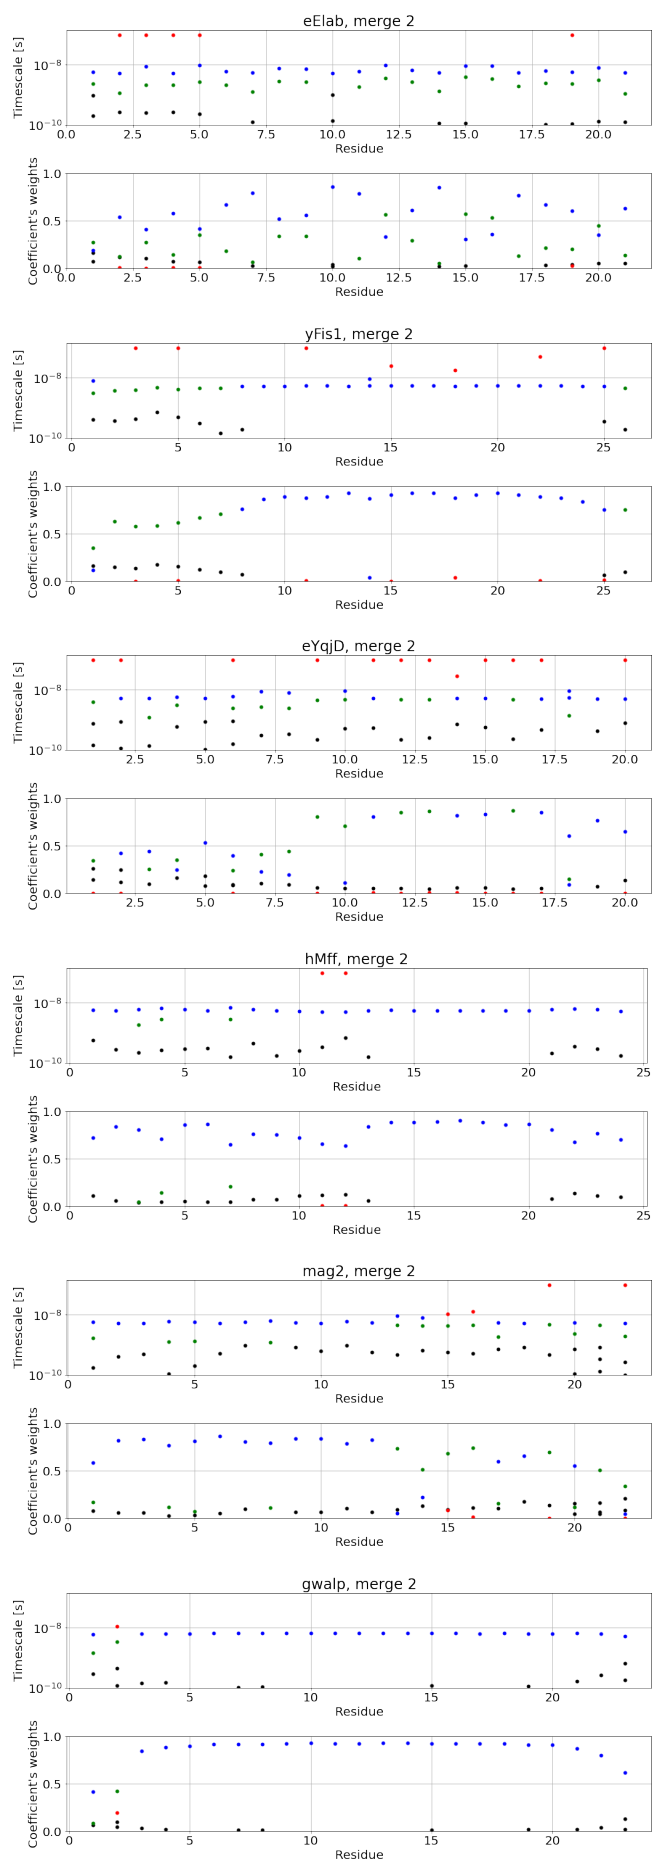 eElab, merge 2
Timescale [s]
10⁻⁸
10⁻¹⁰
0.0 2.5 5.0 7.5 10.0 12.5 15.0 17.5 20.0
Residue
Coefficient's weights
1.0
0.5
0.0
0.0 2.5 5.0 7.5 10.0 12.5 15.0 17.5 20.0
Residue
yFis1, merge 2
Timescale [s]
10⁻⁸
10⁻¹⁰
0 5 10 15 20 25
Residue
Coefficient's weights
1.0
0.5
0.0
0 5 10 15 20 25
Residue
eYqjD, merge 2
Timescale [s]
10⁻⁸
10⁻¹⁰
2.5 5.0 7.5 10.0 12.5 15.0 17.5 20.0
Residue
Coefficient's weights
1.0
0.5
0.0
2.5 5.0 7.5 10.0 12.5 15.0 17.5 20.0
Residue
hMff, merge 2
Timescale [s]
10⁻⁸
10⁻¹⁰
0 5 10 15 20 25
Residue
Coefficient's weights
1.0
0.5
0.0
0 5 10 15 20 25
Residue
mag2, merge 2
Timescale [s]
10⁻⁸
10⁻¹⁰
0 5 10 15 20
Residue
Coefficient's weights
1.0
0.5
0.0
0 5 10 15 20
Residue
gwalp, merge 2
Timescale [s]
10⁻⁸
10⁻¹⁰
0 5 10 15 20
Residue
Coefficient's weights
1.0
0.5
0.0
0 5 10 15 20
Residue